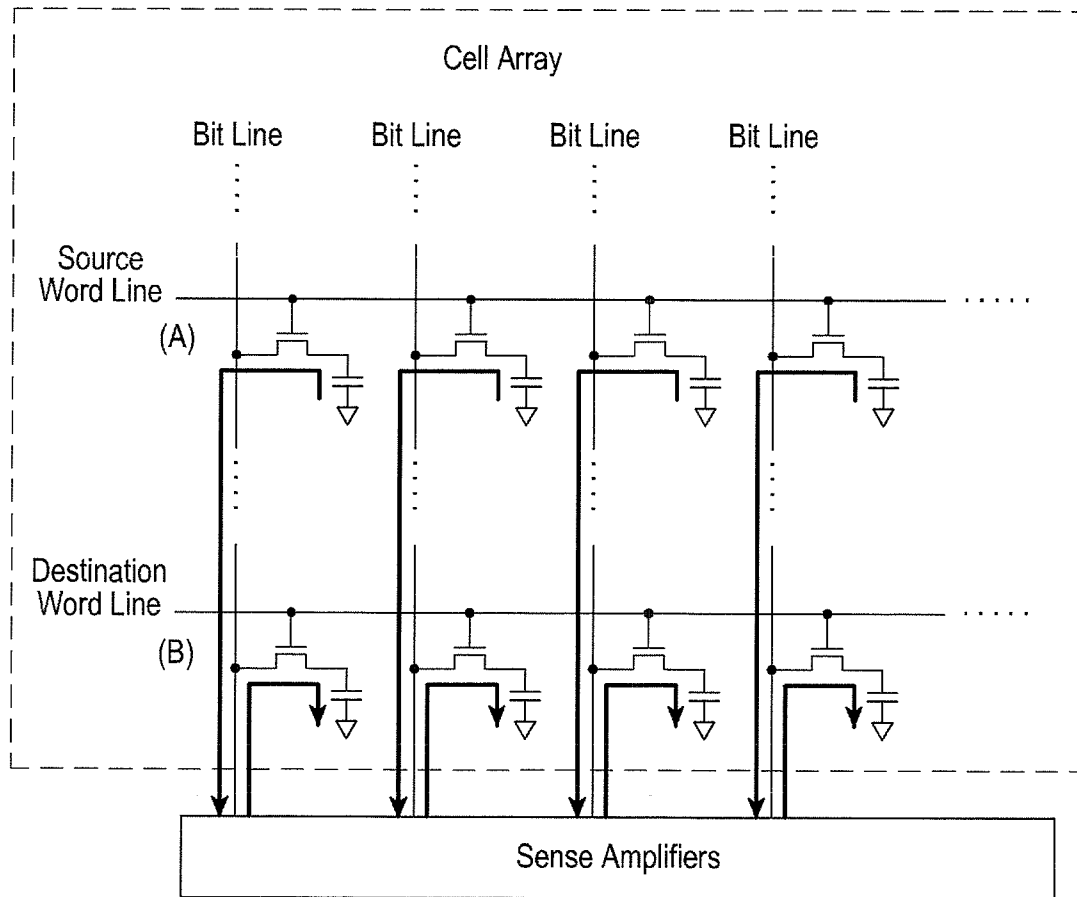 Cell Array
Bit Line
Bit Line
Bit Line
Bit Line
Source
Word Line
(A)
Destination
Word Line
(B)
Sense Amplifiers